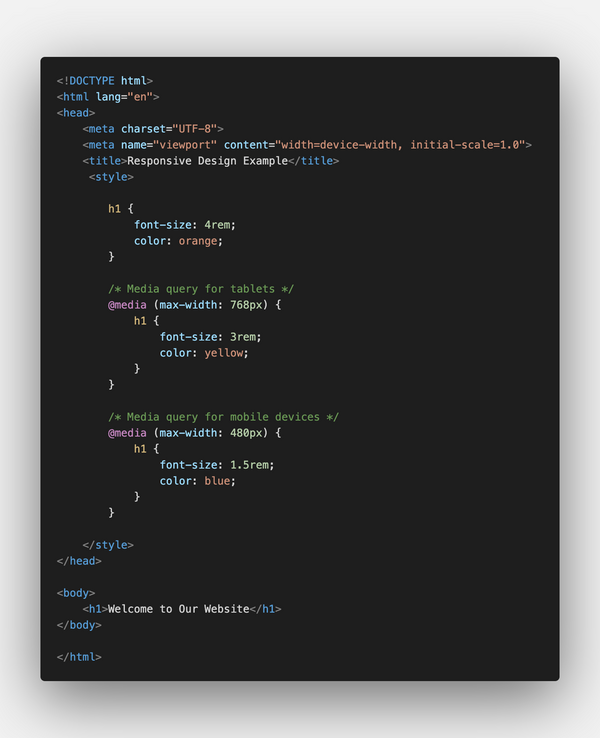 <!DOCTYPE html>
<html lang="en">
<head>
    <meta charset="UTF-8">
    <meta name="viewport" content="width=device-width, initial-scale=1.0">
    <title>Responsive Design Example</title>
     <style>

        h1 {
            font-size: 4rem;
            color: orange;
        }

        /* Media query for tablets */
        @media (max-width: 768px) {
            h1 {
                font-size: 3rem;
                color: yellow;
            }
        }

        /* Media query for mobile devices */
        @media (max-width: 480px) {
            h1 {
                font-size: 1.5rem;
                color: blue;
            }
        }

    </style>
</head>

<body>
    <h1>Welcome to Our Website</h1>
</body>

</html>